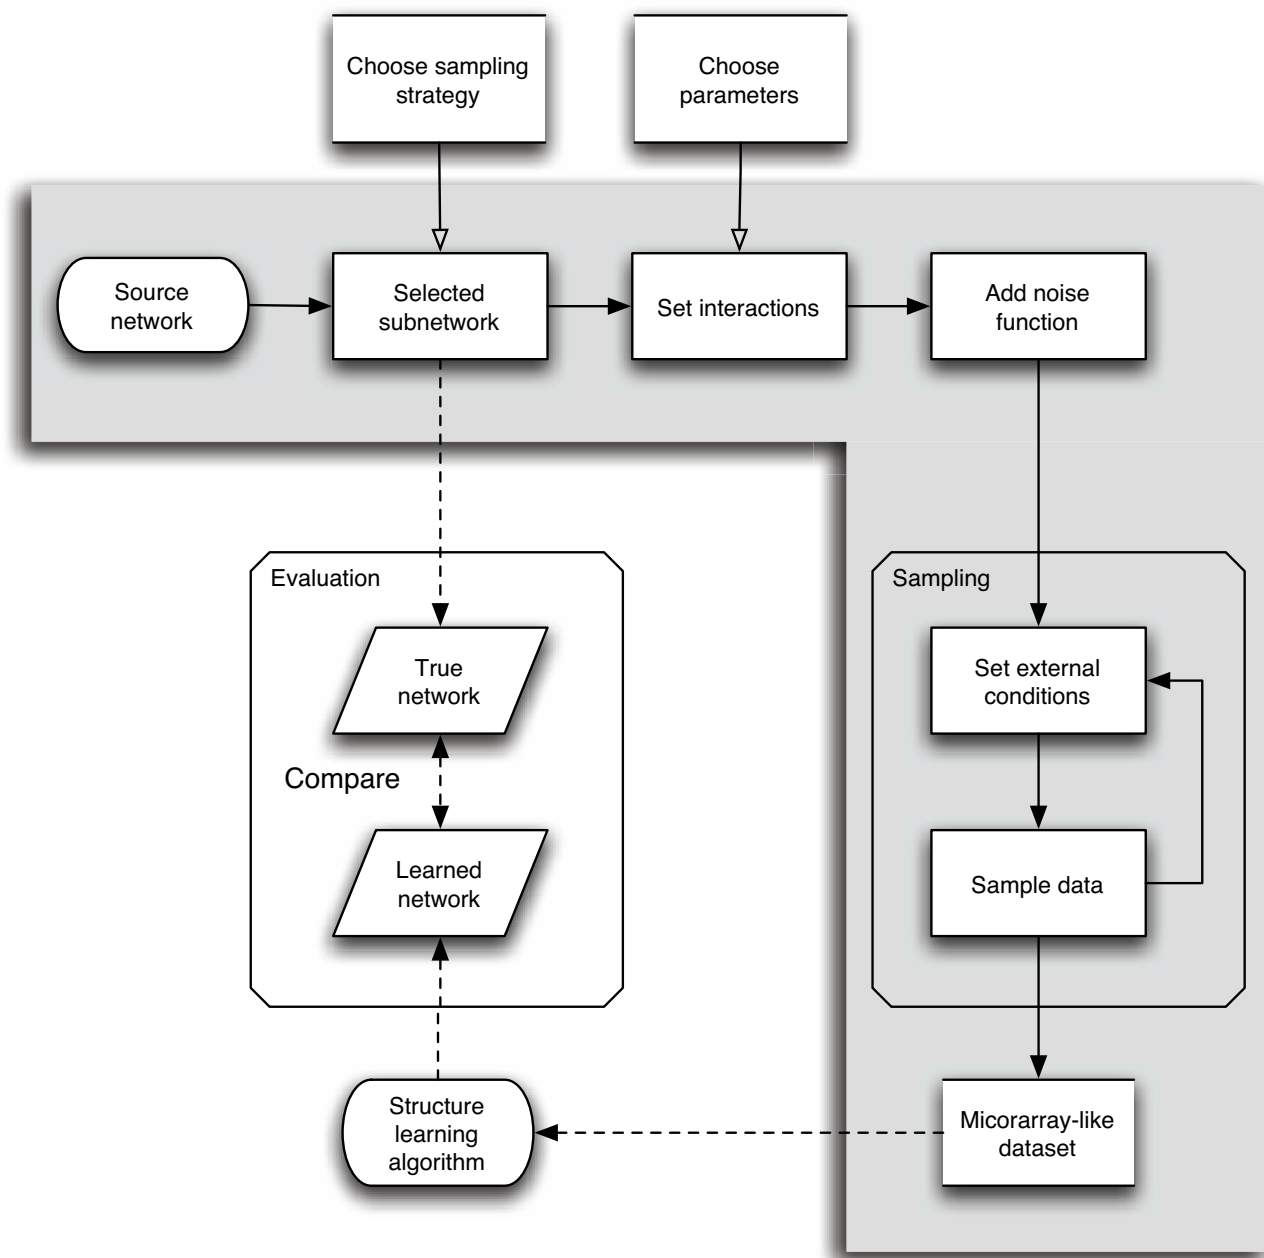 Choose sampling
strategy
Choose
parameters
Source
network
Selected
subnetwork
Set interactions
Add noise
function
Evaluation
Sampling
True
network
Set external
conditions
Compare
Learned
network
Sample data
Structure
learning
algorithm
Micorarray-like
dataset